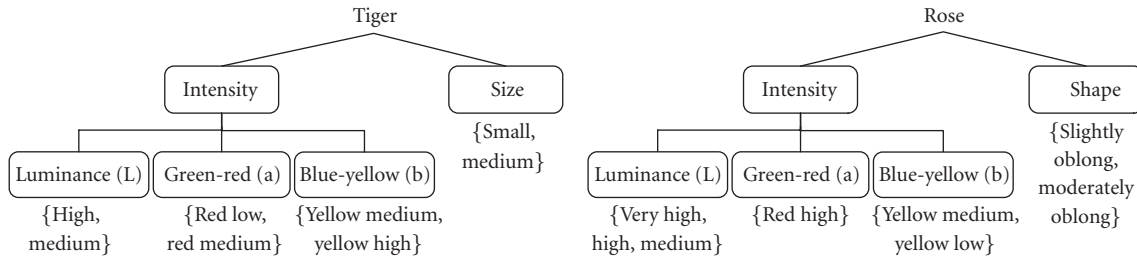 Tiger
Intensity
Size
{Small,
medium}
Luminance (L)
Green-red (a)
Blue-yellow (b)
{High,
medium}
{Red low,
red medium}
{Yellow medium,
yellow high}
Rose
Intensity
Shape
{Slightly
oblong,
moderately
oblong}
Luminance (L)
Green-red (a)
Blue-yellow (b)
{Very high,
high, medium}
{Red high}
{Yellow medium,
yellow low}